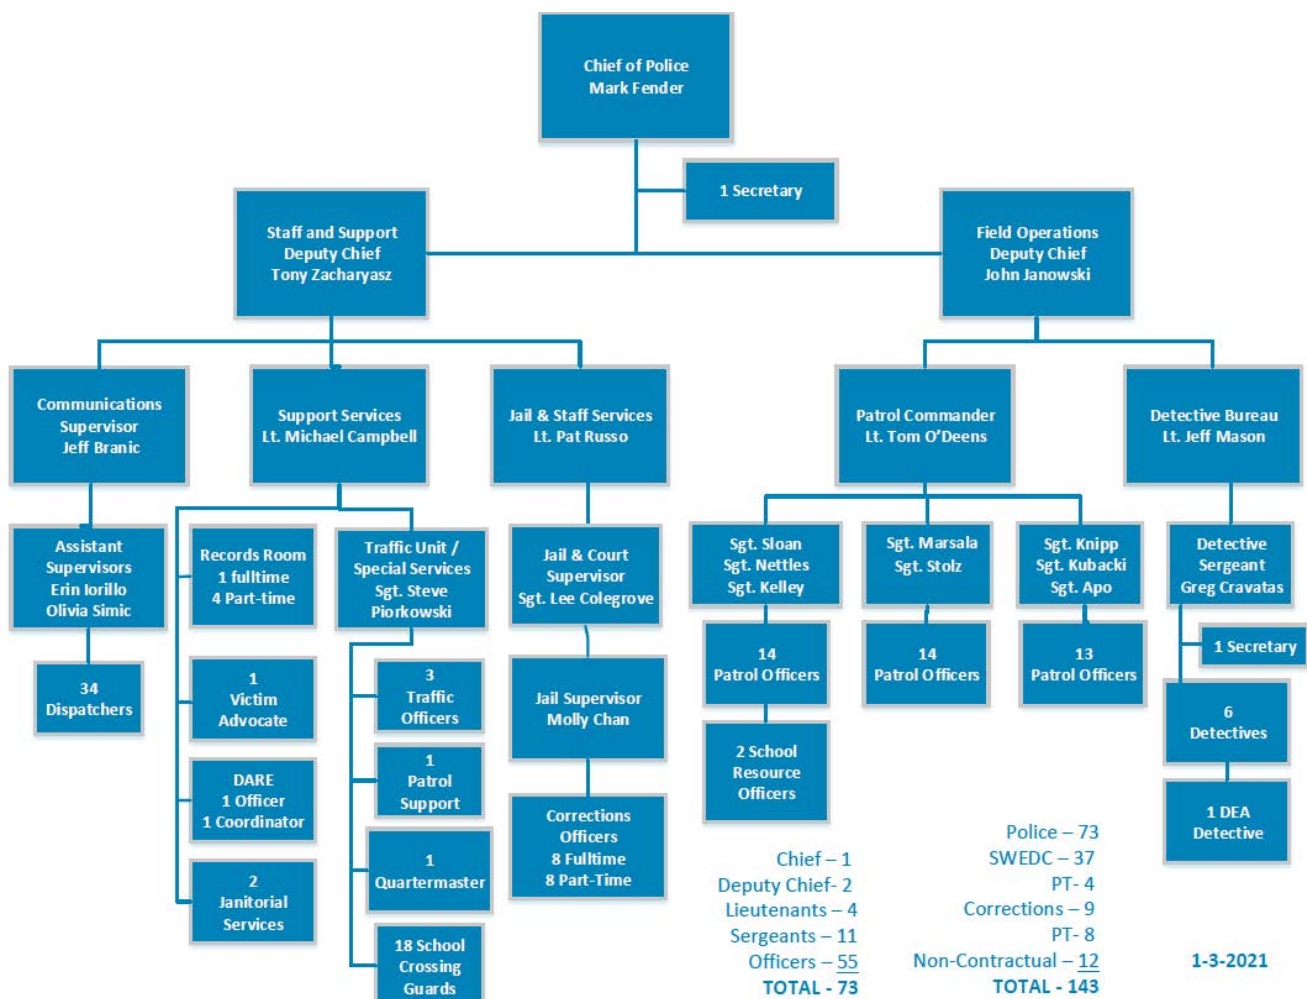 Chief of Police
Mark Fender
1 Secretary
Staff and Support
Deputy Chief
Tony Zacharyasz
Field Operations
Deputy Chief
John Janowski
Communications
Supervisor
Jeff Branic
Support Services
Lt. Michael Campbell
Jail & Staff Services
Lt. Pat Russo
Patrol Commander
Lt. Tom O'Deens
Detective Bureau
Lt. Jeff Mason
Assistant
Supervisors
Erin Iorillo
Olivia Simic
34
Dispatchers
Records Room
1 fulltime
4 Part-time
1
Victim
Advocate
DARE
1 Officer
1 Coordinator
2
Janitorial
Services
Traffic Unit /
Special Services
Sgt. Steve
Piorkowski
3
Traffic
Officers
1
Patrol
Support
1
Quartermaster
18 School
Crossing
Guards
Jail & Court
Supervisor
Sgt. Lee Colegrove
Jail Supervisor
Molly Chan
Corrections
Officers
8 Fulltime
8 Part-Time
Sgt. Sloan
Sgt. Nettles
Sgt. Kelley
14
Patrol Officers
2 School
Resource
Officers
Sgt. Marsala
Sgt. Stolz
14
Patrol Officers
Sgt. Knipp
Sgt. Kubacki
Sgt. Apo
13
Patrol Officers
Detective
Sergeant
Greg Cravatas
1 Secretary
6
Detectives
1 DEA
Detective
Chief – 1
Deputy Chief- 2
Lieutenants – 4
Sergeants – 11
Officers – 55
TOTAL - 73
Police – 73
SWEDC – 37
PT- 4
Corrections – 9
PT- 8
Non-Contractual – 12
TOTAL - 143
1-3-2021